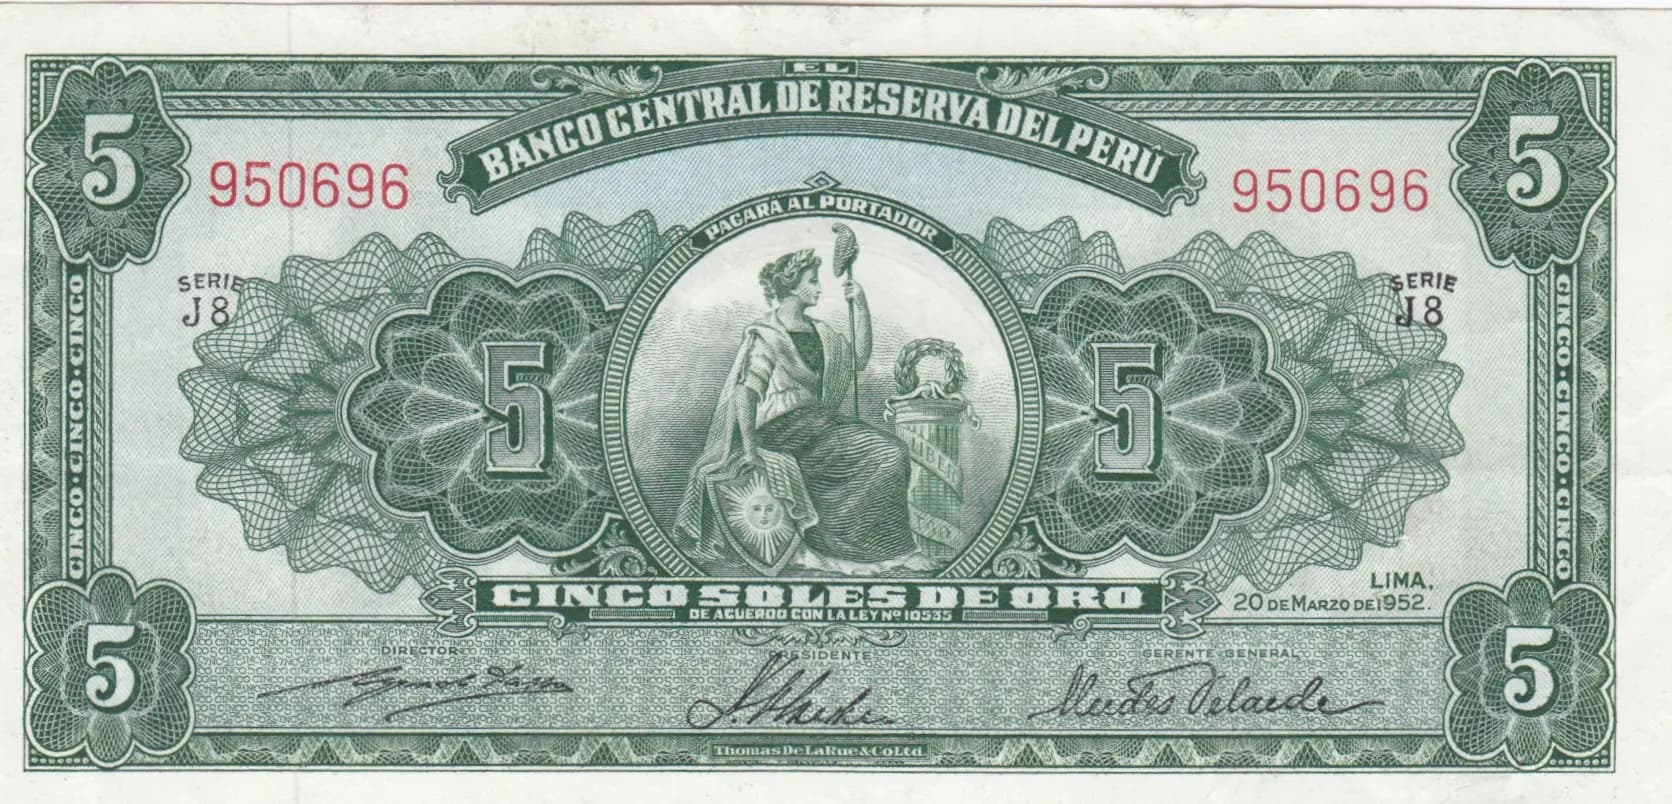 EL
BANCO CENTRAL DE RESERVA DEL PERÚ
5
5
950696
950696
PAGARÁ AL PORTADOR
SERIE
J8
SERIE
J8
CINCO·CINCO·CINCO
CINCO·CINCO·CINCO
5
5
LIBER
CINCO SOLES DE ORO
DE ACUERDO CON LA LEY Nº 10535
LIMA,
20 DE MARZO DE 1952.
DIRECTOR
PRESIDENTE
GERENTE GENERAL
5
5
Thomas De La Rue & Co. Ltd